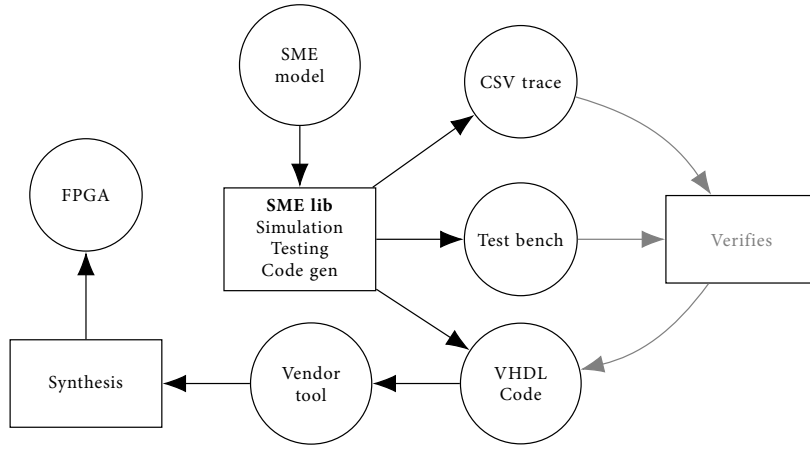 SME
model
CSV trace
FPGA
SME lib
Simulation
Testing
Code gen
Test bench
Verifies
Synthesis
Vendor
tool
VHDL
Code